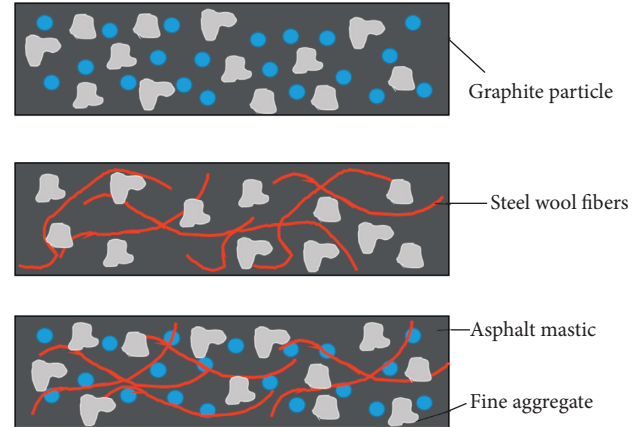 Graphite particle
Steel wool fibers
Asphalt mastic
Fine aggregate